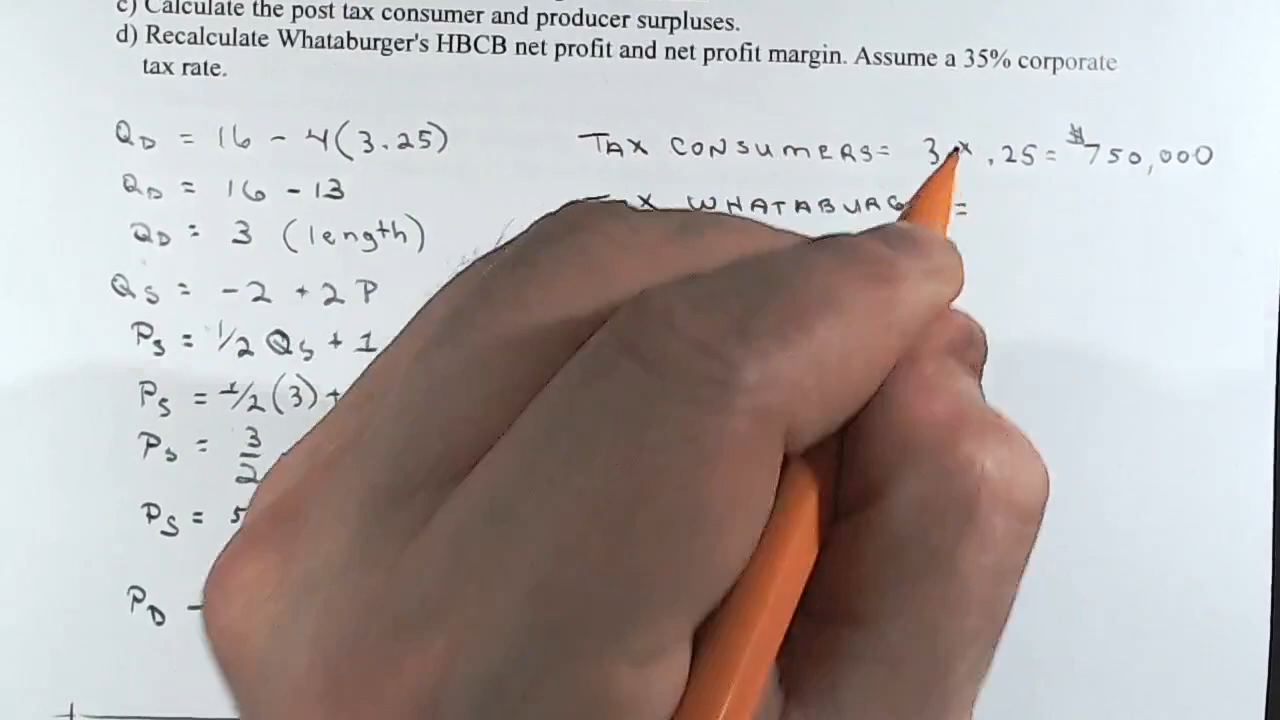 c) Calculate the post tax consumer and producer surpluses.
d) Recalculate Whataburger's HBCB net profit and net profit margin. Assume a 35% corporate
tax rate.
QD = 16 - 4(3.25)
QD = 16 - 13
QD = 3 (length)
QS = -2 + 2P
PS = 1/2 QS + 1
PS = 1/2(3)+
PS = 3/2
PS = 5
PD -
TAX CONSUMERS = 3 x .25 = $750,000
=